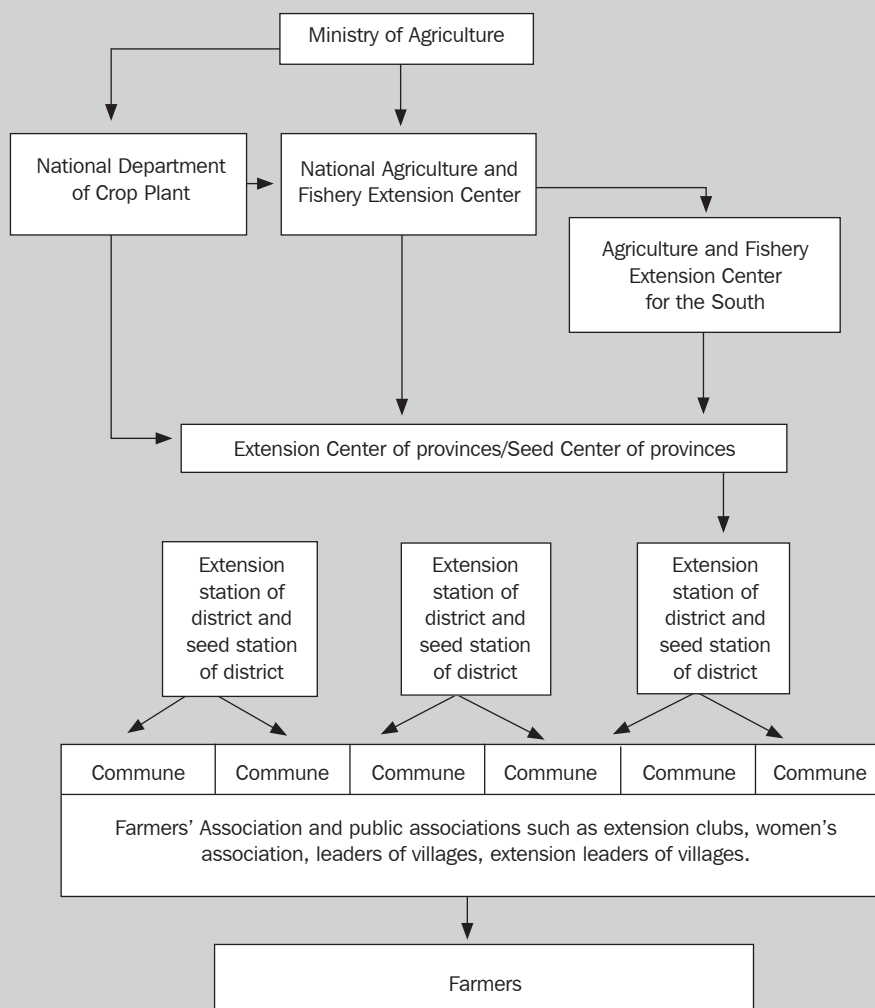 Ministry of Agriculture
National Department
of Crop Plant
National Agriculture and
Fishery Extension Center
Agriculture and Fishery
Extension Center
for the South
Extension Center of provinces/Seed Center of provinces
Extension
station of
district and
seed station
of district
Extension
station of
district and
seed station
of district
Extension
station of
district and
seed station
of district
Commune
Commune
Commune
Commune
Commune
Commune
Farmers’ Association and public associations such as extension clubs, women’s
association, leaders of villages, extension leaders of villages.
Farmers